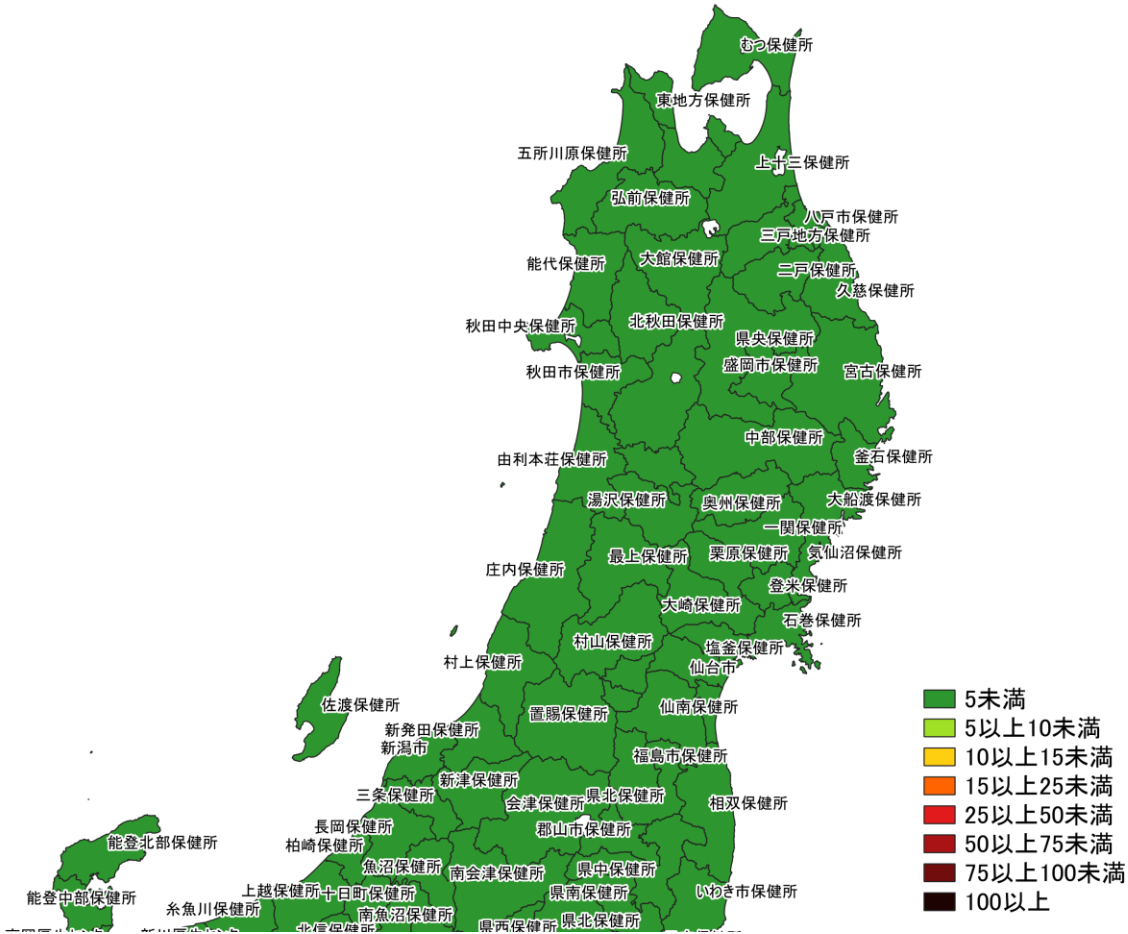 むつ保健所
東地方保健所
五所川原保健所
上十三保健所
弘前保健所
八戸市保健所
三戸地方保健所
大館保健所
能代保健所
二戸保健所
久慈保健所
北秋田保健所
秋田中央保健所
県央保健所
盛岡市保健所
秋田市保健所
宮古保健所
中部保健所
釜石保健所
由利本荘保健所
湯沢保健所
奥州保健所
大船渡保健所
一関保健所
最上保健所
栗原保健所
気仙沼保健所
庄内保健所
登米保健所
大崎保健所
石巻保健所
村山保健所
塩釜保健所
村上保健所
仙台市
佐渡保健所
置賜保健所
仙南保健所
新発田保健所
新潟市
福島市保健所
新津保健所
三条保健所
会津保健所
県北保健所
相双保健所
長岡保健所
郡山市保健所
柏崎保健所
能登北部保健所
魚沼保健所
南会津保健所
県中保健所
上越保健所
十日町保健所
県南保健所
いわき市保健所
能登中部保健所
糸魚川保健所
南魚沼保健所
県西保健所
県北保健所
北信保健所
5未満
5以上10未満
10以上15未満
15以上25未満
25以上50未満
50以上75未満
75以上100未満
100以上